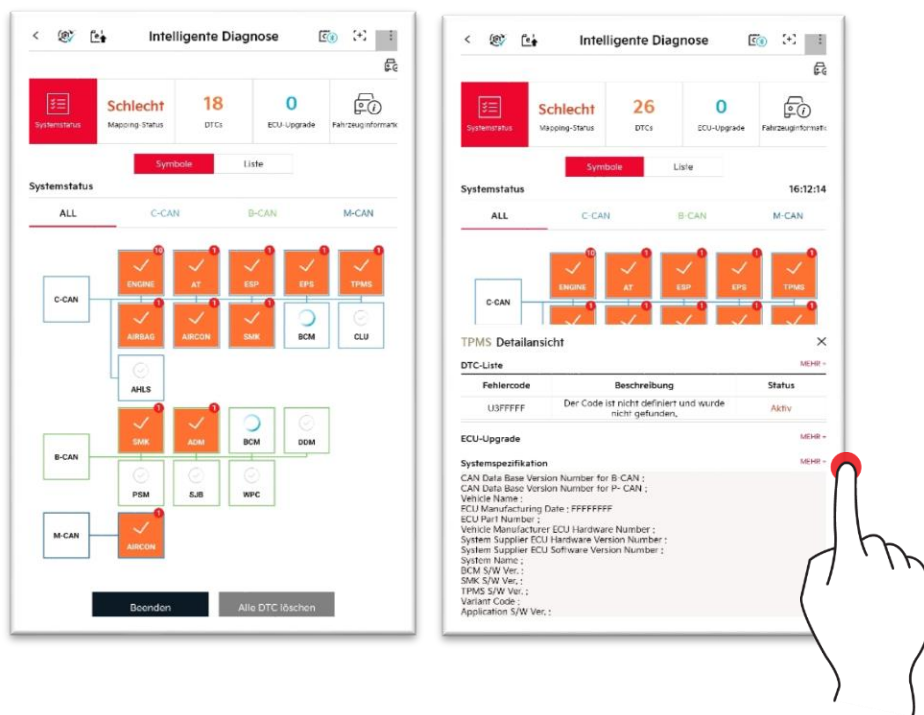 Intelligente Diagnose
Systemstatus
Schlecht
Mapping-Status
18
DTCs
0
ECU-Upgrade
Fahrzeuginformatic
Symbole
Liste
Systemstatus
ALL
C-CAN
B-CAN
M-CAN
C-CAN
10
ENGINE
1
AT
1
ESP
1
EPS
1
TPMS
1
AIRBAG
1
AIRCON
1
SMK
BCM
CLU
AHLS
B-CAN
1
SMK
1
ADM
BCM
DDM
PSM
SJB
WPC
M-CAN
1
AIRCON
Beenden
Alle DTC löschen
Intelligente Diagnose
Systemstatus
Schlecht
Mapping-Status
26
DTCs
0
ECU-Upgrade
Fahrzeuginformatic
Symbole
Liste
Systemstatus
16:12:14
ALL
C-CAN
B-CAN
M-CAN
C-CAN
10
ENGINE
1
AT
1
ESP
1
EPS
1
TPMS
1
1
1
1
1
TPMS Detailansicht
DTC-Liste
MEHR
Fehlercode
Beschreibung
Status
U3FFFFF
Der Code ist nicht definiert und wurde
nicht gefunden.
Aktiv
ECU-Upgrade
MEHR
Systemspezifikation
MEHR
CAN Data Base Version Number for B-CAN :
CAN Data Base Version Number for P- CAN :
Vehicle Name :
ECU Manufacturing Date : FFFFFFFF
ECU Part Number :
Vehicle Manufacturer ECU Hardware Number :
System Supplier ECU Hardware Version Number :
System Supplier ECU Software Version Number :
System Name :
BCM S/W Ver. :
SMK S/W Ver. :
TPMS S/W Ver. :
Variant Code :
Application S/W Ver. :